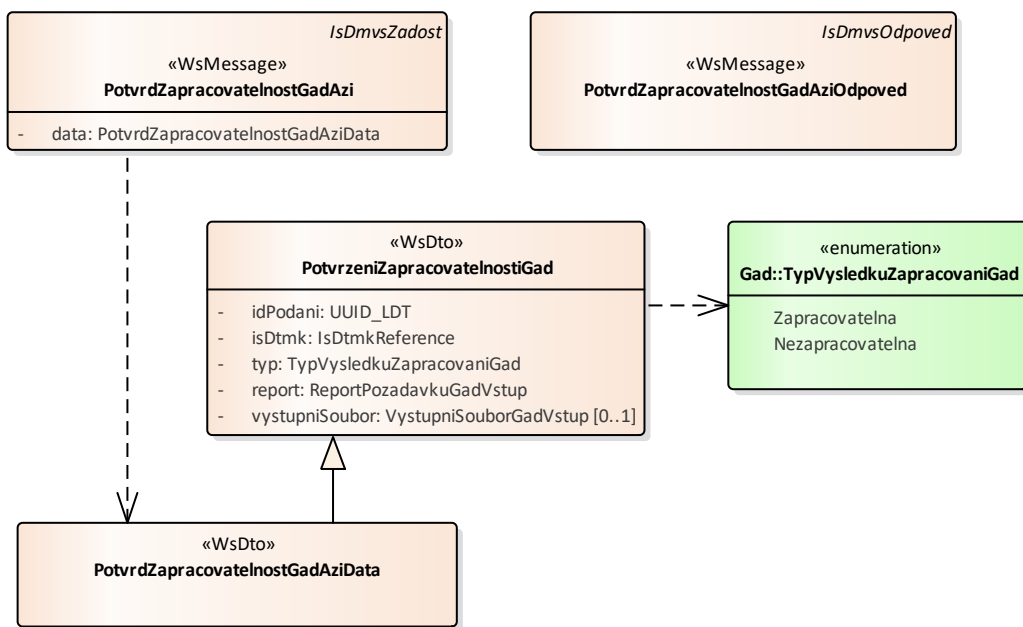 IsDmvsZadost
«WsMessage»
PotvrdZapracovatelnostGadAzi
- data: PotvrdZapracovatelnostGadAziData
IsDmvsOdpoved
«WsMessage»
PotvrdZapracovatelnostGadAziOdpoved
«WsDto»
PotvrzeniZapracovatelnostiGad
- idPodani: UUID_LDT
- isDtmk: IsDtmkReference
- typ: TypVysledkuZapracovaniGad
- report: ReportPozadavkuGadVstup
- vystupniSoubor: VystupniSouborGadVstup [0..1]
«enumeration»
Gad::TypVysledkuZapracovaniGad
Zapracovatelna
Nezapracovatelna
«WsDto»
PotvrdZapracovatelnostGadAziData